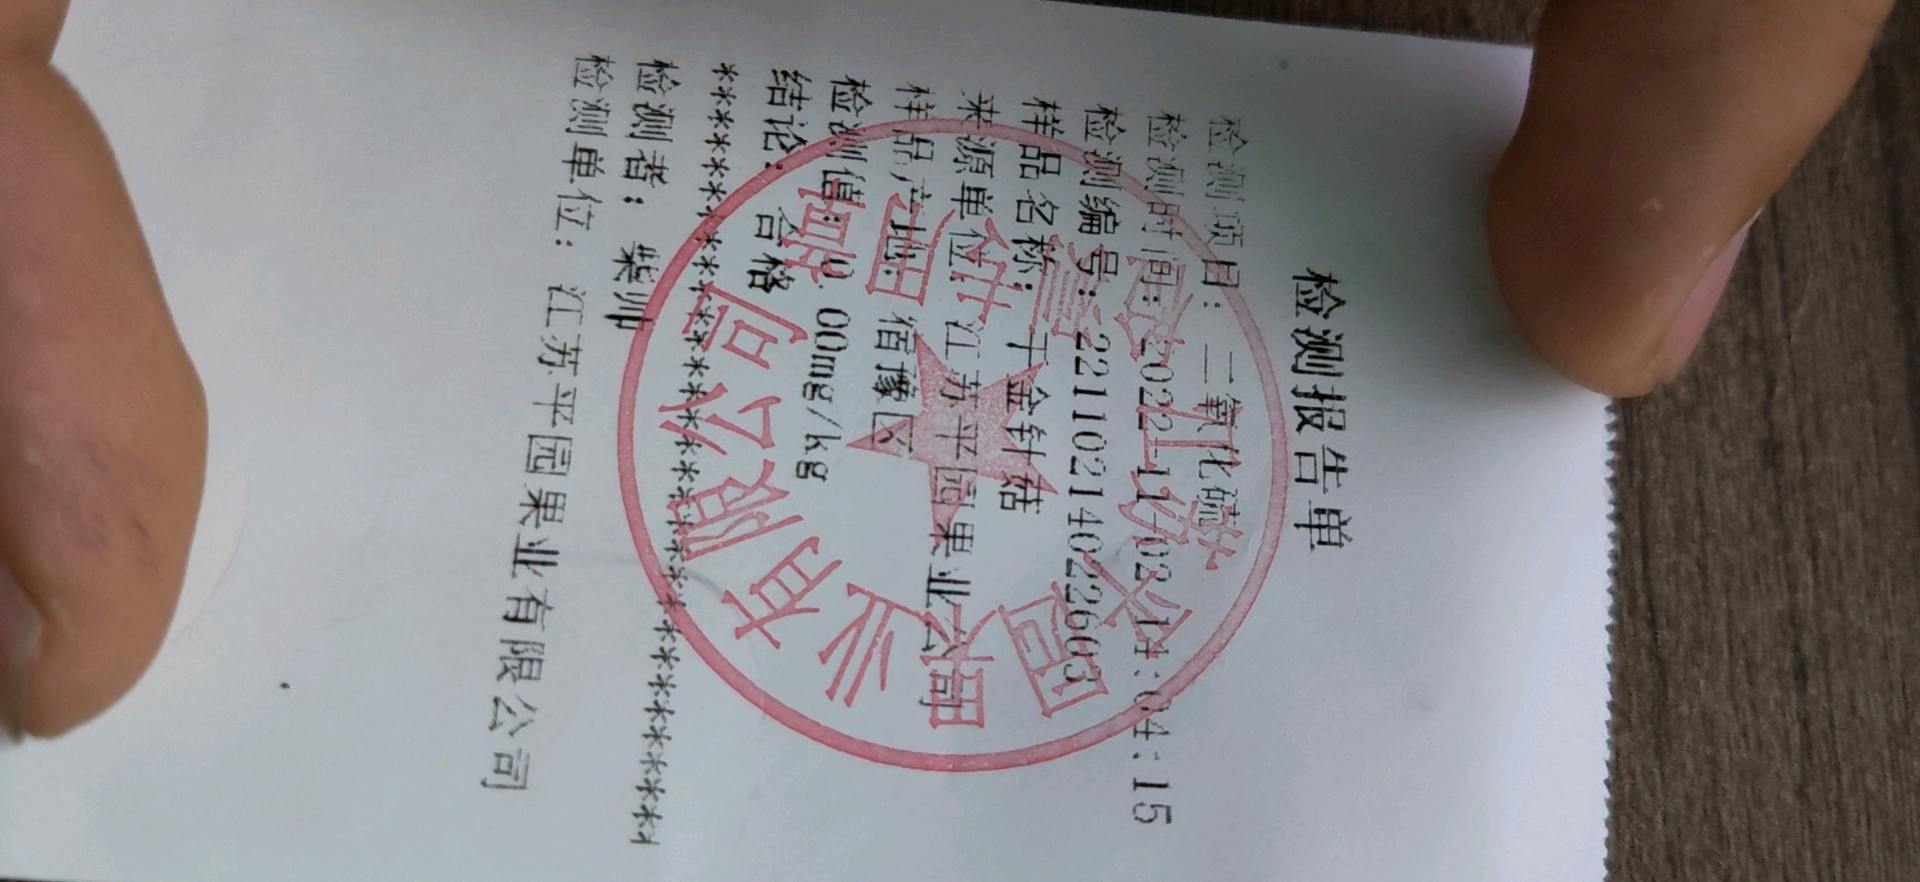 检测报告单
检测项目: 二氧化硫
检测时间:2022-11-02 14:04:15
检测编号:221102140226603
样品名称: 干金针菇
来源单位:江苏平园果业公司
样品产地: 佰豫区
检测值: 0.00mg/kg
结论: 合格
检测者: 柴帅
检测单位: 江苏平园果业有限公司
江苏平园果业有限公司